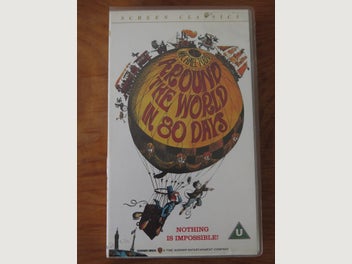 SCREEN CLASSICS
AROUND
THE WORLD
IN 80 DAYS
NOTHING
IS IMPOSSIBLE!
U